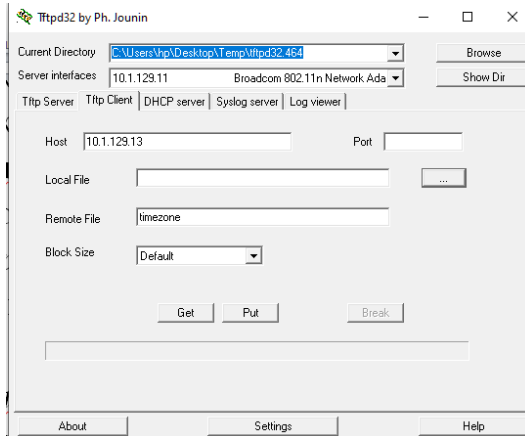 Tftpd32 by Ph. Jounin
Current Directory C:\Users\hp\Desktop\Temp\tftpd32.464 Browse
Server interfaces 10.1.129.11 Broadcom 802.11n Network Ada Show Dir
Tftp Server Tftp Client DHCP server Syslog server Log viewer
Host 10.1.129.13 Port
Local File ...
Remote File timezone
Block Size Default
Get Put Break
About Settings Help